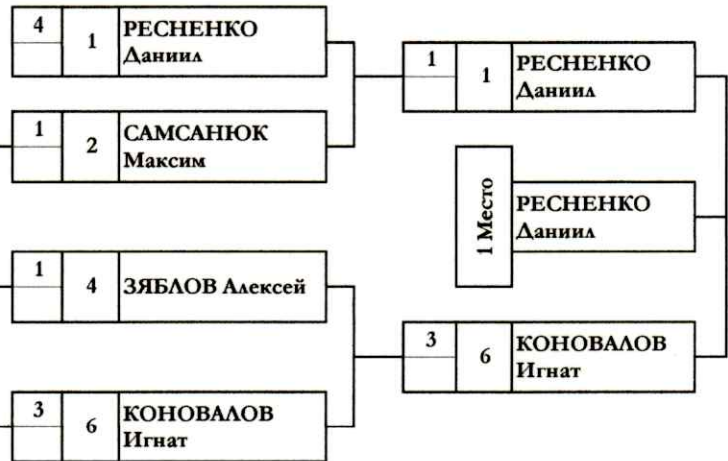 4 1 РЕСНЕНКО
Даниил
1 2 САМСАНЮК
Максим
1 4 ЗЯБЛОВ Алексей
3 6 КОНОВАЛОВ
Игнат
1 1 РЕСНЕНКО
Даниил
1 Место
РЕСНЕНКО
Даниил
3 6 КОНОВАЛОВ
Игнат